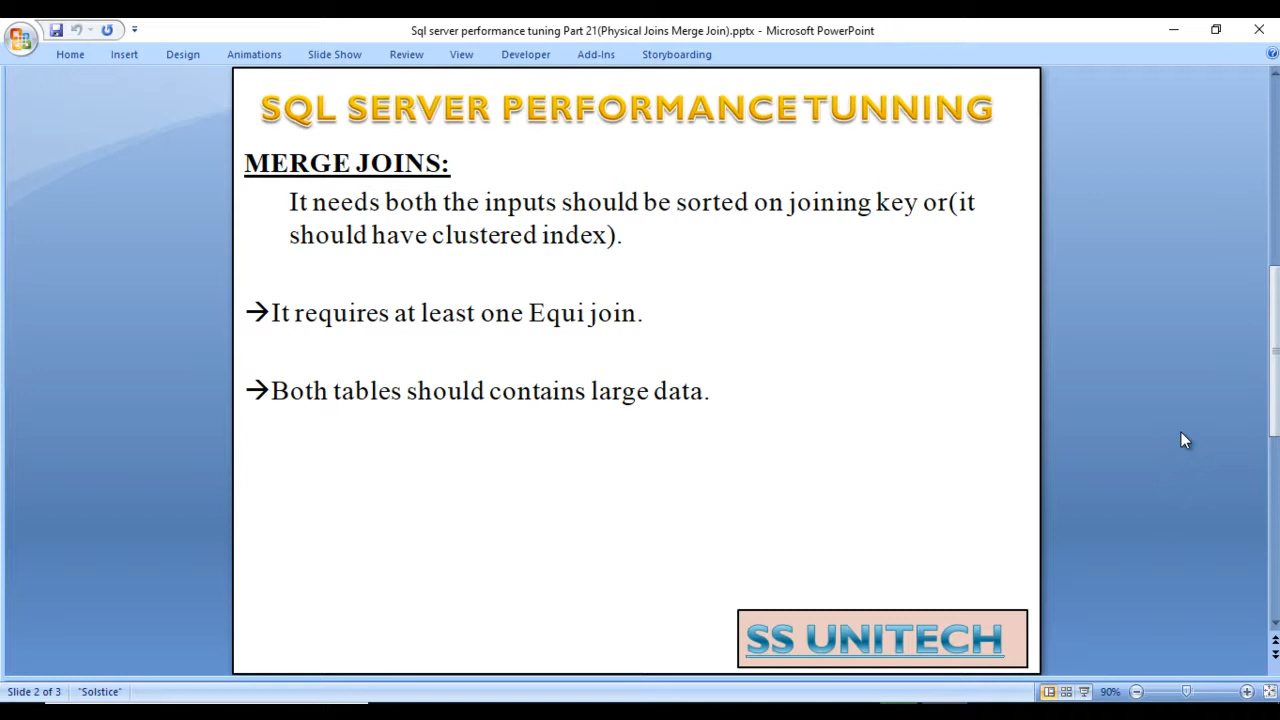 Sql server performance tuning Part 21(Physical Joins Merge Join).pptx - Microsoft PowerPoint
Home Insert Design Animations Slide Show Review View Developer Add-Ins Storyboarding
SQL SERVER PERFORMANCE TUNNING
MERGE JOINS:
It needs both the inputs should be sorted on joining key or(it
should have clustered index).
→It requires at least one Equi join.
→Both tables should contains large data.
SS UNITECH
Slide 2 of 3 "Solstice" 90%